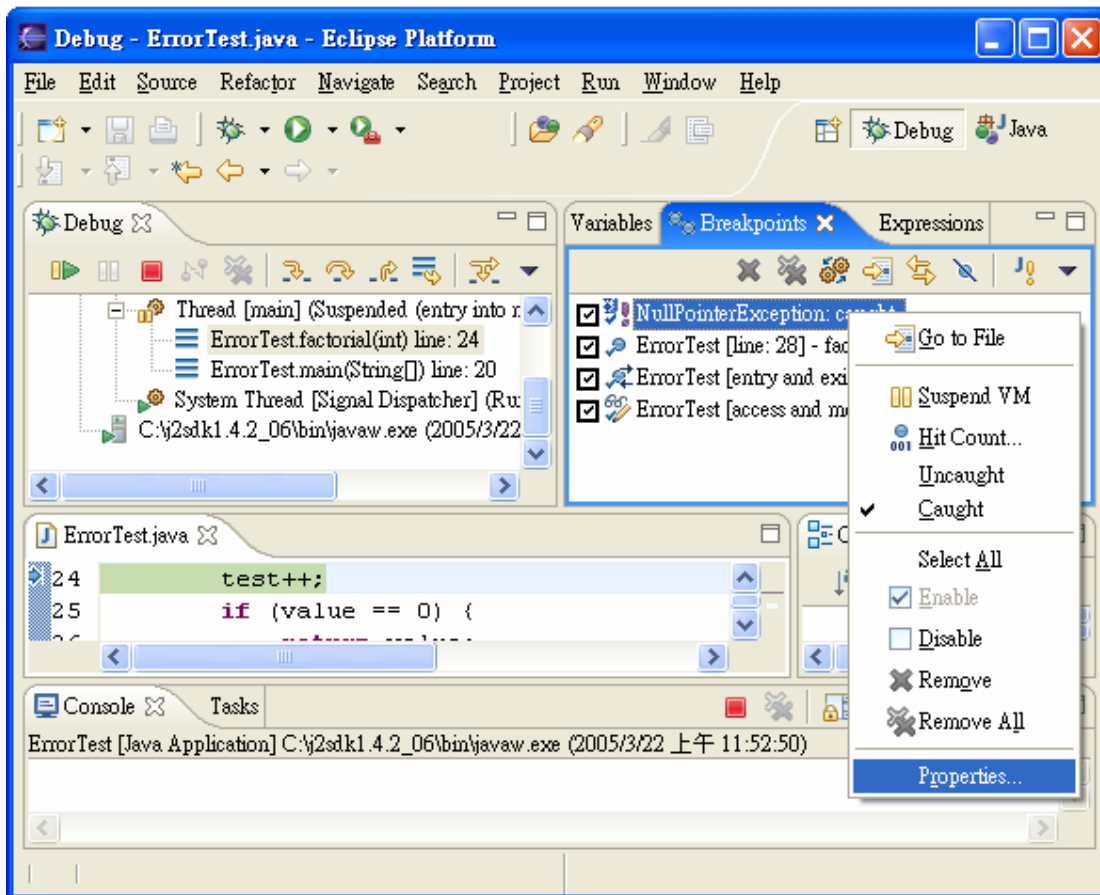 Debug - ErrorTest.java - Eclipse Platform
File Edit Source Refactor Navigate Search Project Run Window Help
Debug Java
Debug
Thread [main] (Suspended (entry into
ErrorTest.factorial(int) line: 24
ErrorTest.main(String[]) line: 20
System Thread [Signal Dispatcher] (Ru
C:\j2sdk1.4.2_06\bin\javaw.exe (2005/3/22
Variables Breakpoints Expressions
NullPointerException: caught
ErrorTest [line: 28] - fac
ErrorTest [entry and exi
ErrorTest [access and
Go to File
Suspend VM
001 Hit Count...
Uncaught
Caught
Select All
Enable
Disable
Remove
Remove All
Properties...
ErrorTest.java
24 test++;
25 if (value == 0) {
Console Tasks
ErrorTest [Java Application] C:\j2sdk1.4.2_06\bin\javaw.exe (2005/3/22 上午 11:52:50)